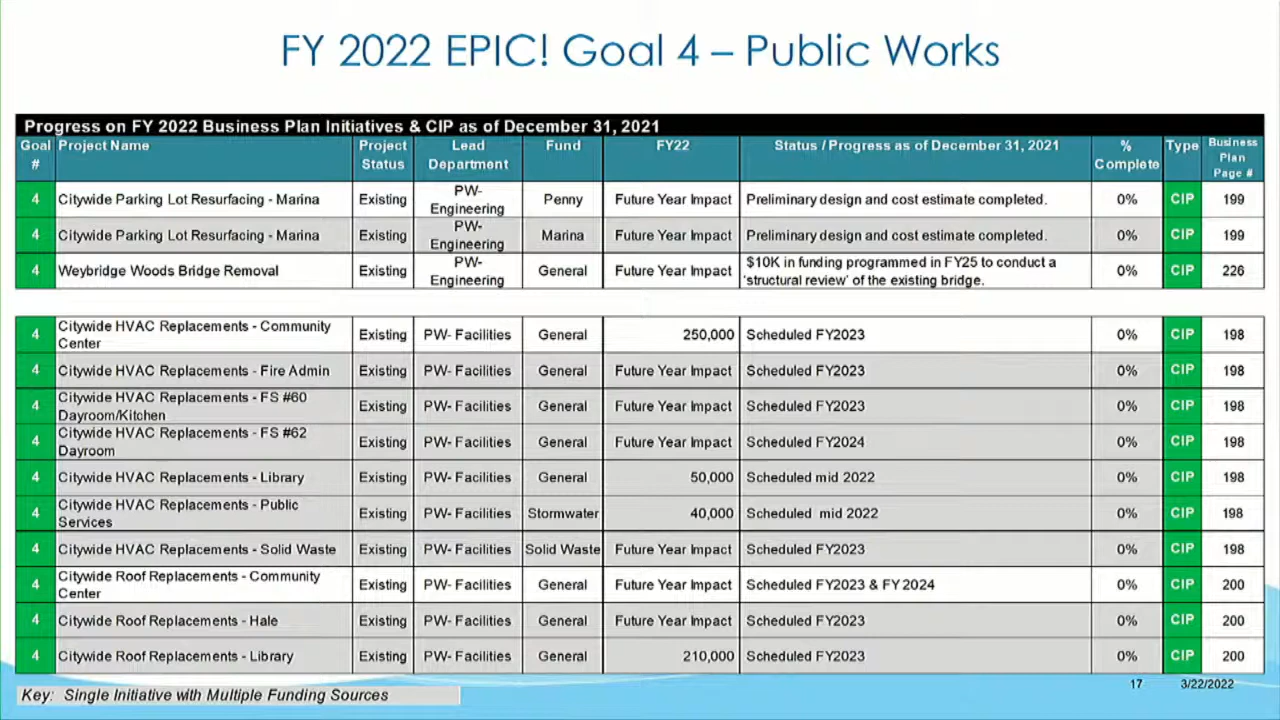 FY 2022 EPIC! Goal 4 – Public Works
Progress on FY 2022 Business Plan Initiatives & CIP as of December 31, 2021
Goal # Project Name Project Status Lead Department Fund FY22 Status / Progress as of December 31, 2021 % Complete Type Business Plan Page #
4 Citywide Parking Lot Resurfacing - Marina Existing PW- Engineering Penny Future Year Impact Preliminary design and cost estimate completed. 0% CIP 199
4 Citywide Parking Lot Resurfacing - Marina Existing PW- Engineering Marina Future Year Impact Preliminary design and cost estimate completed. 0% CIP 199
4 Weybridge Woods Bridge Removal Existing PW- Engineering General Future Year Impact $10K in funding programmed in FY25 to conduct a 'structural review' of the existing bridge. 0% CIP 226
4 Citywide HVAC Replacements - Community Center Existing PW- Facilities General 250,000 Scheduled FY2023 0% CIP 198
4 Citywide HVAC Replacements - Fire Admin Existing PW- Facilities General Future Year Impact Scheduled FY2023 0% CIP 198
4 Citywide HVAC Replacements - FS #60 Dayroom/Kitchen Existing PW- Facilities General Future Year Impact Scheduled FY2023 0% CIP 198
4 Citywide HVAC Replacements - FS #62 Dayroom Existing PW- Facilities General Future Year Impact Scheduled FY2024 0% CIP 198
4 Citywide HVAC Replacements - Library Existing PW- Facilities General 50,000 Scheduled mid 2022 0% CIP 198
4 Citywide HVAC Replacements - Public Services Existing PW- Facilities Stormwater 40,000 Scheduled mid 2022 0% CIP 198
4 Citywide HVAC Replacements - Solid Waste Existing PW- Facilities Solid Waste Future Year Impact Scheduled FY2023 0% CIP 198
4 Citywide Roof Replacements - Community Center Existing PW- Facilities General Future Year Impact Scheduled FY2023 & FY 2024 0% CIP 200
4 Citywide Roof Replacements - Hale Existing PW- Facilities General Future Year Impact Scheduled FY2023 0% CIP 200
4 Citywide Roof Replacements - Library Existing PW- Facilities General 210,000 Scheduled FY2023 0% CIP 200
Key: Single Initiative with Multiple Funding Sources
17 3/22/2022